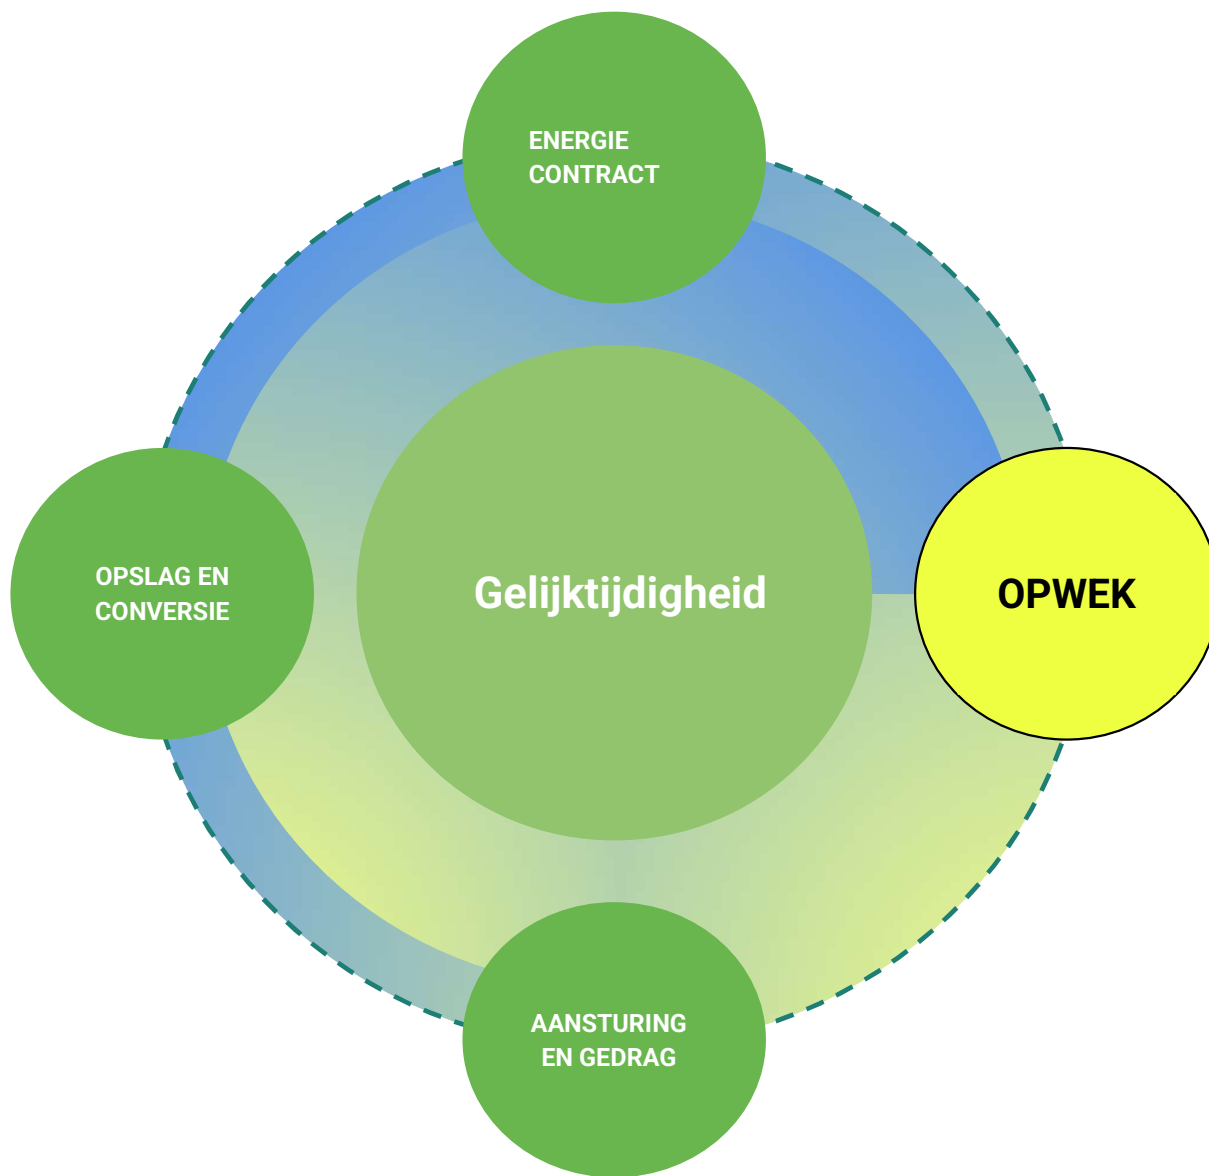 ENERGIE
CONTRACT
OPSLAG EN
CONVERSIE
Gelijktijdigheid
OPWEK
AANSTURING
EN GEDRAG